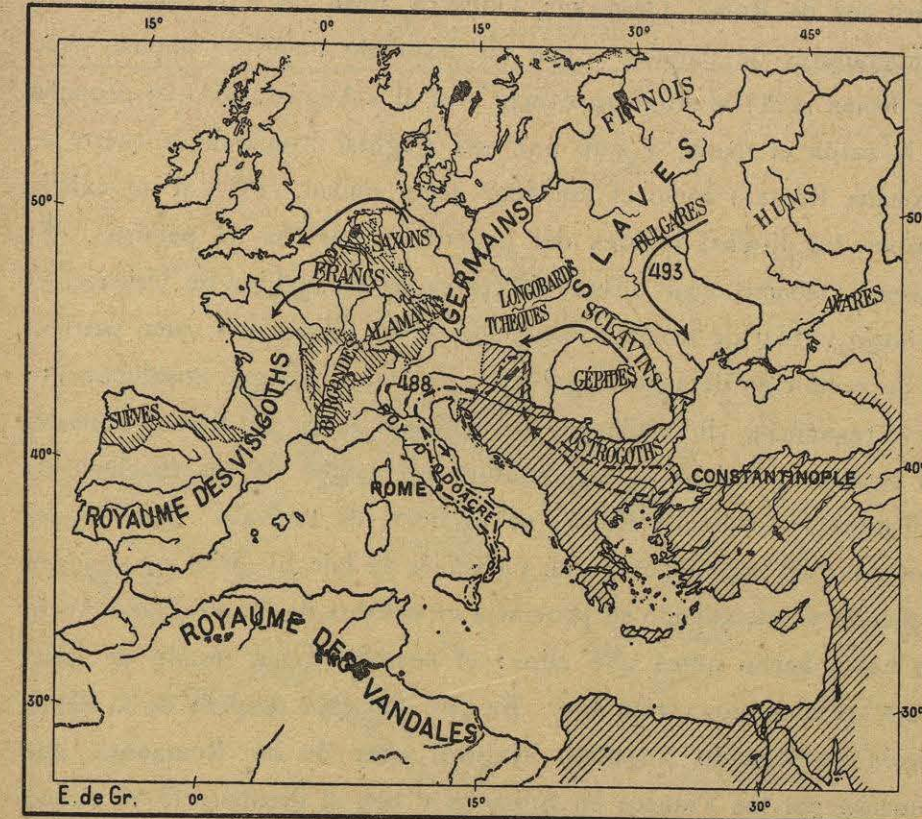 15° 0° 15° 30° 45°
FINNOIS
SLAVES
HUNS
50° 50°
BULGARES
SAXONS
GERMAINS
493
FRANCS
LONGOBARDS
AVARES
TCHÈQUES
ALAMANS
SCLAVINS
GÉPIDES
488
BURGONDES
SUÈVES
ROYAUME DES VISIGOTHS
OSTROGOTHS
40° 40°
CONSTANTINOPLE
ROME
ROY. D'ODOACRE
ROYAUME DES VANDALES
30° 30°
E. de Gr.
0° 15° 30°